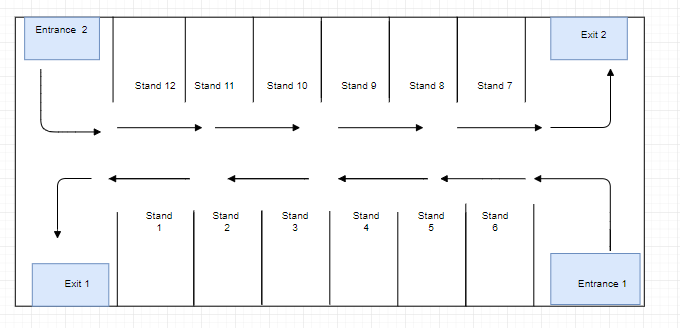 Entrance 2
Exit 2
Stand 12
Stand 11
Stand 10
Stand 9
Stand 8
Stand 7
Stand
1
Stand
2
Stand
3
Stand
4
Stand
5
Stand
6
Exit 1
Entrance 1